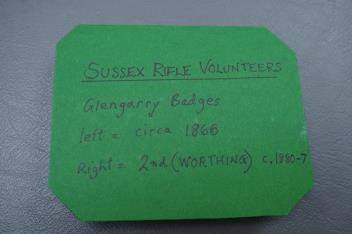 SUSSEX RIFLE VOLUNTEERS
Glengarry Badges
left = circa 1866
Right = 2nd (WORTHING) c.1880-7